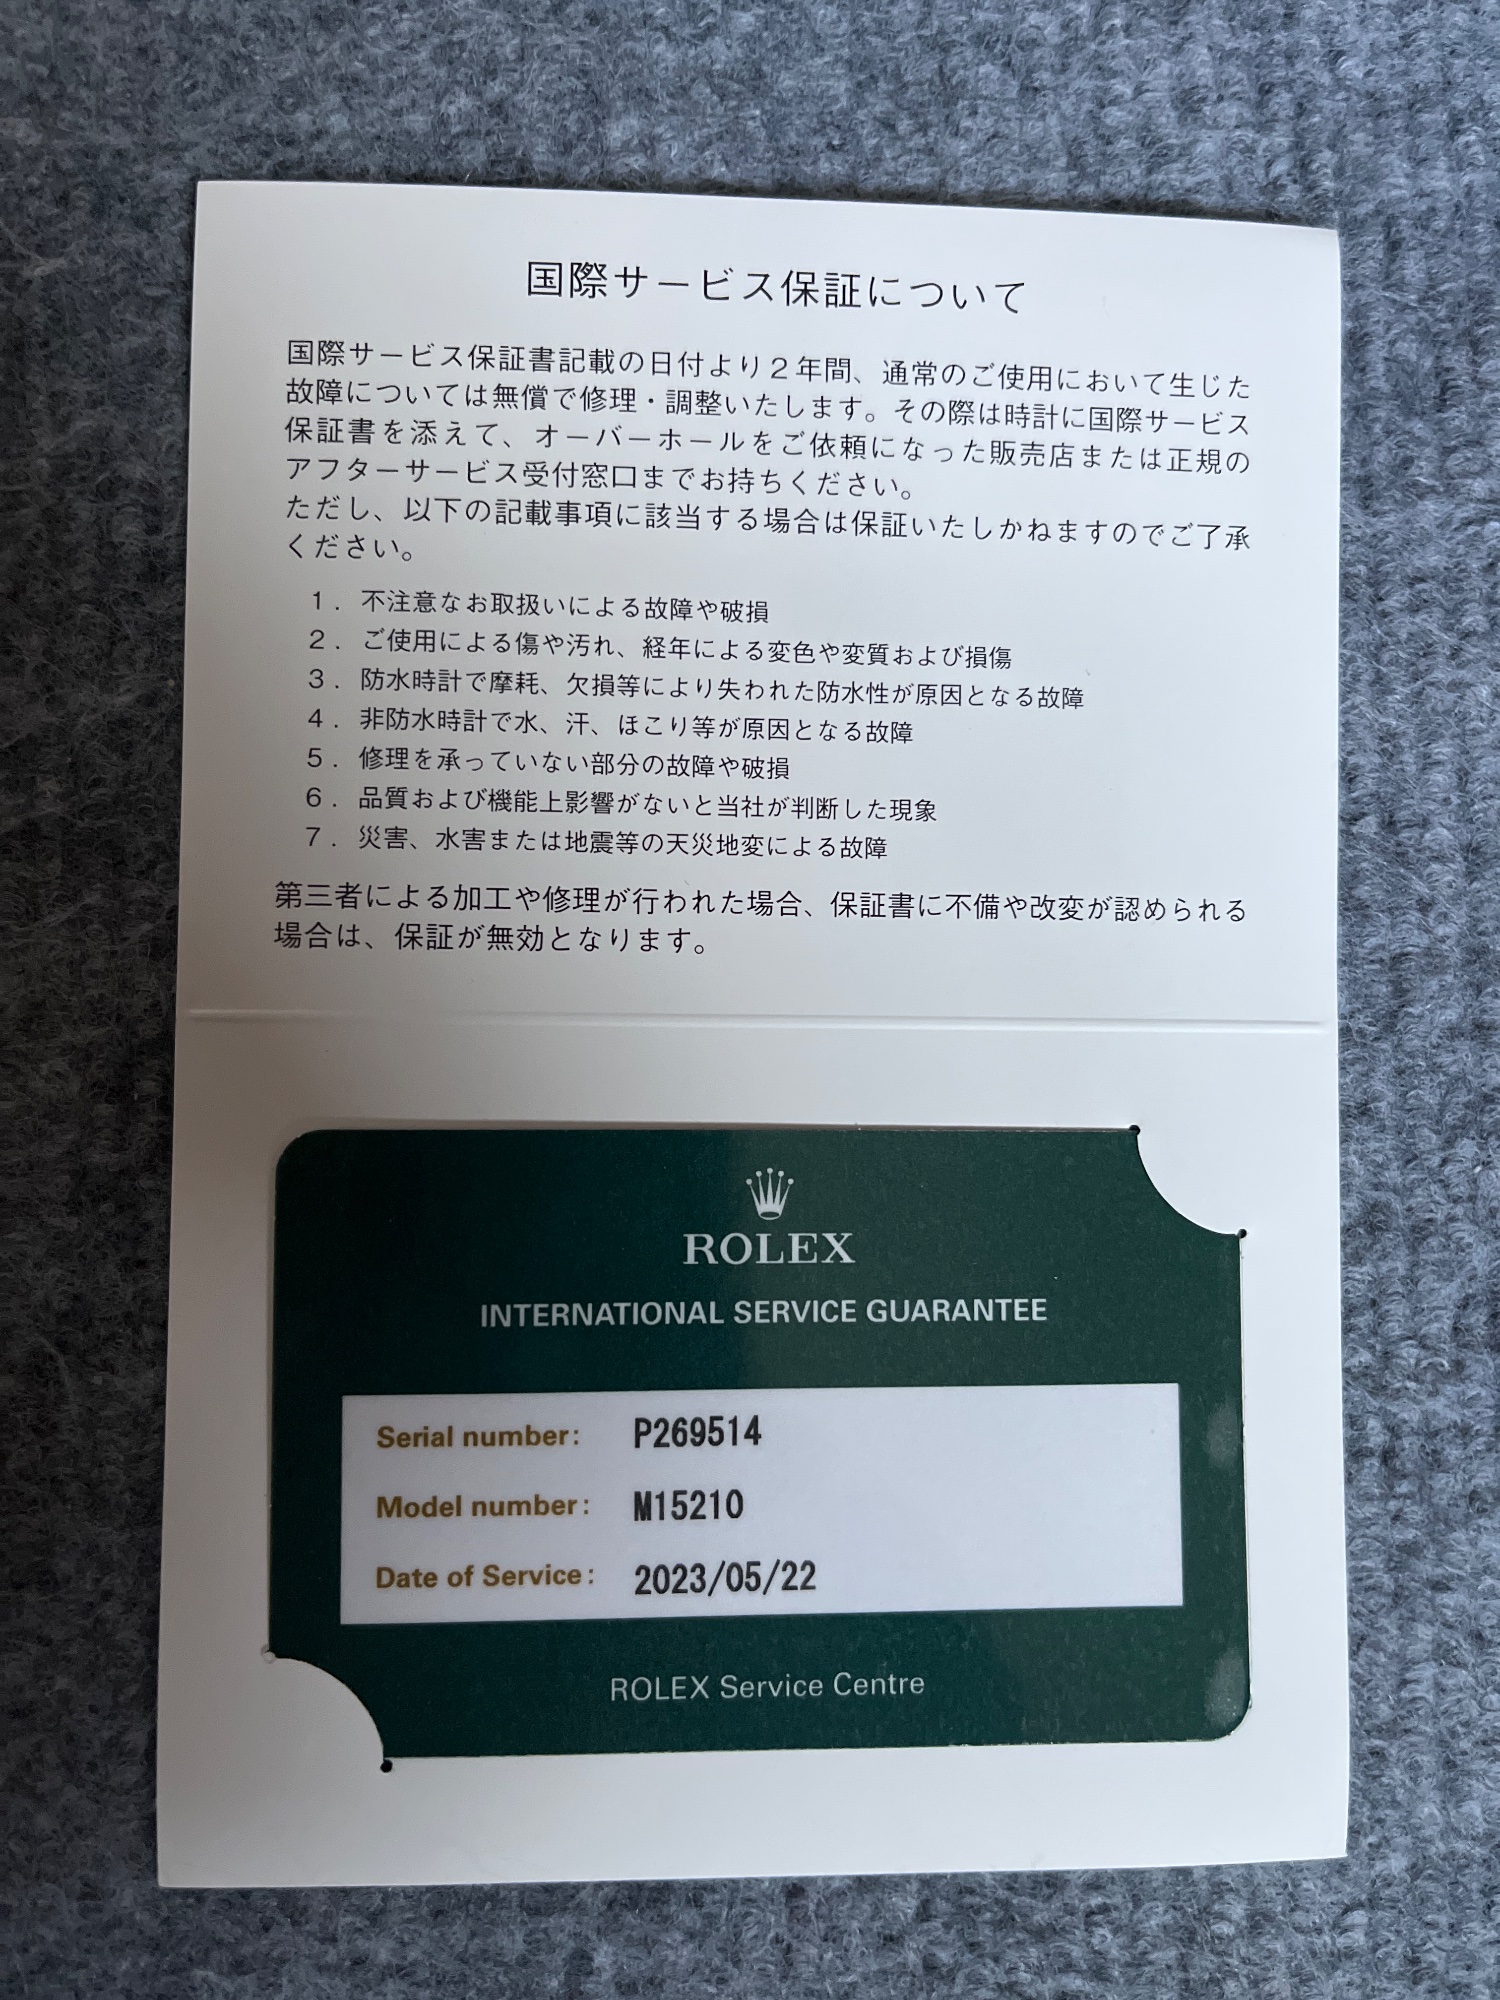 国際サービス保証について
国際サービス保証書記載の日付より2年間、通常のご使用において生じた
故障については無償で修理・調整いたします。その際は時計に国際サービス
保証書を添えて、オーバーホールをご依頼になった販売店または正規の
アフターサービス受付窓口までお持ちください。
ただし、以下の記載事項に該当する場合は保証いたしかねますのでご了承
ください。
1. 不注意なお取扱いによる故障や破損
2. ご使用による傷や汚れ、経年による変色や変質および損傷
3. 防水時計で摩耗、欠損等により失われた防水性が原因となる故障
4. 非防水時計で水、汗、ほこり等が原因となる故障
5. 修理を承っていない部分の故障や破損
6. 品質および機能上影響がないと当社が判断した現象
7. 災害、水害または地震等の天災地変による故障
第三者による加工や修理が行われた場合、保証書に不備や改変が認められる
場合は、保証が無効となります。
ROLEX
INTERNATIONAL SERVICE GUARANTEE
Serial number: P269514
Model number: M15210
Date of Service: 2023/05/22
ROLEX Service Centre